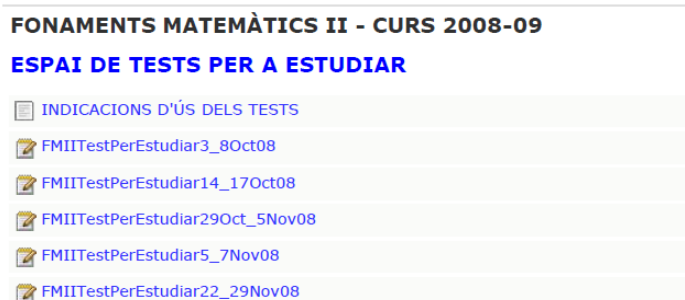 FONAMENTS MATEMÀTICS II - CURS 2008-09
ESPAI DE TESTS PER A ESTUDIAR
INDICACIONS D'ÚS DELS TESTS
FMIITestPerEstudiar3_8Oct08
FMIITestPerEstudiar14_17Oct08
FMIITestPerEstudiar29Oct_5Nov08
FMIITestPerEstudiar5_7Nov08
FMIITestPerEstudiar22_29Nov08